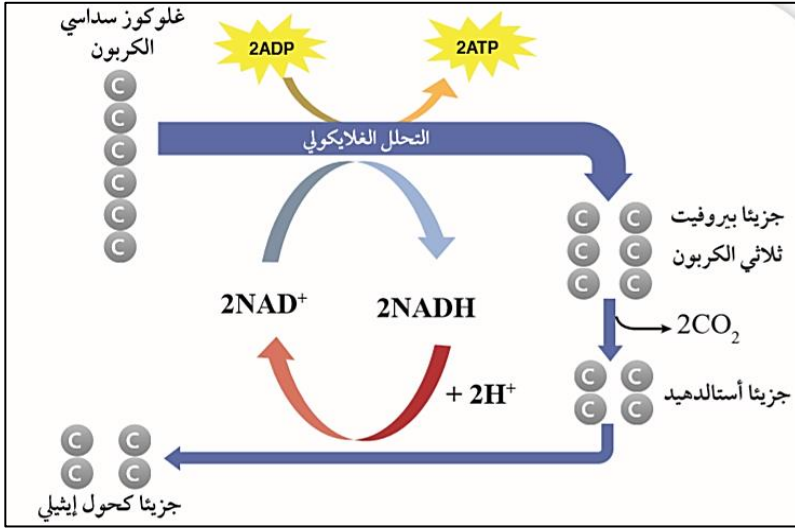 غلوكوز سداسي
الكربون
C
C
C
C
C
C
2ADP
2ATP
التحلل الغلايكولي
جزيئا بيروفيت
ثلاثي الكربون
C C
C C
C C
2NAD⁺
2NADH
+ 2H⁺
2CO₂
جزيئا أستالدهيد
C C
C C
C C
C C
جزيئا كحول إيثيلي